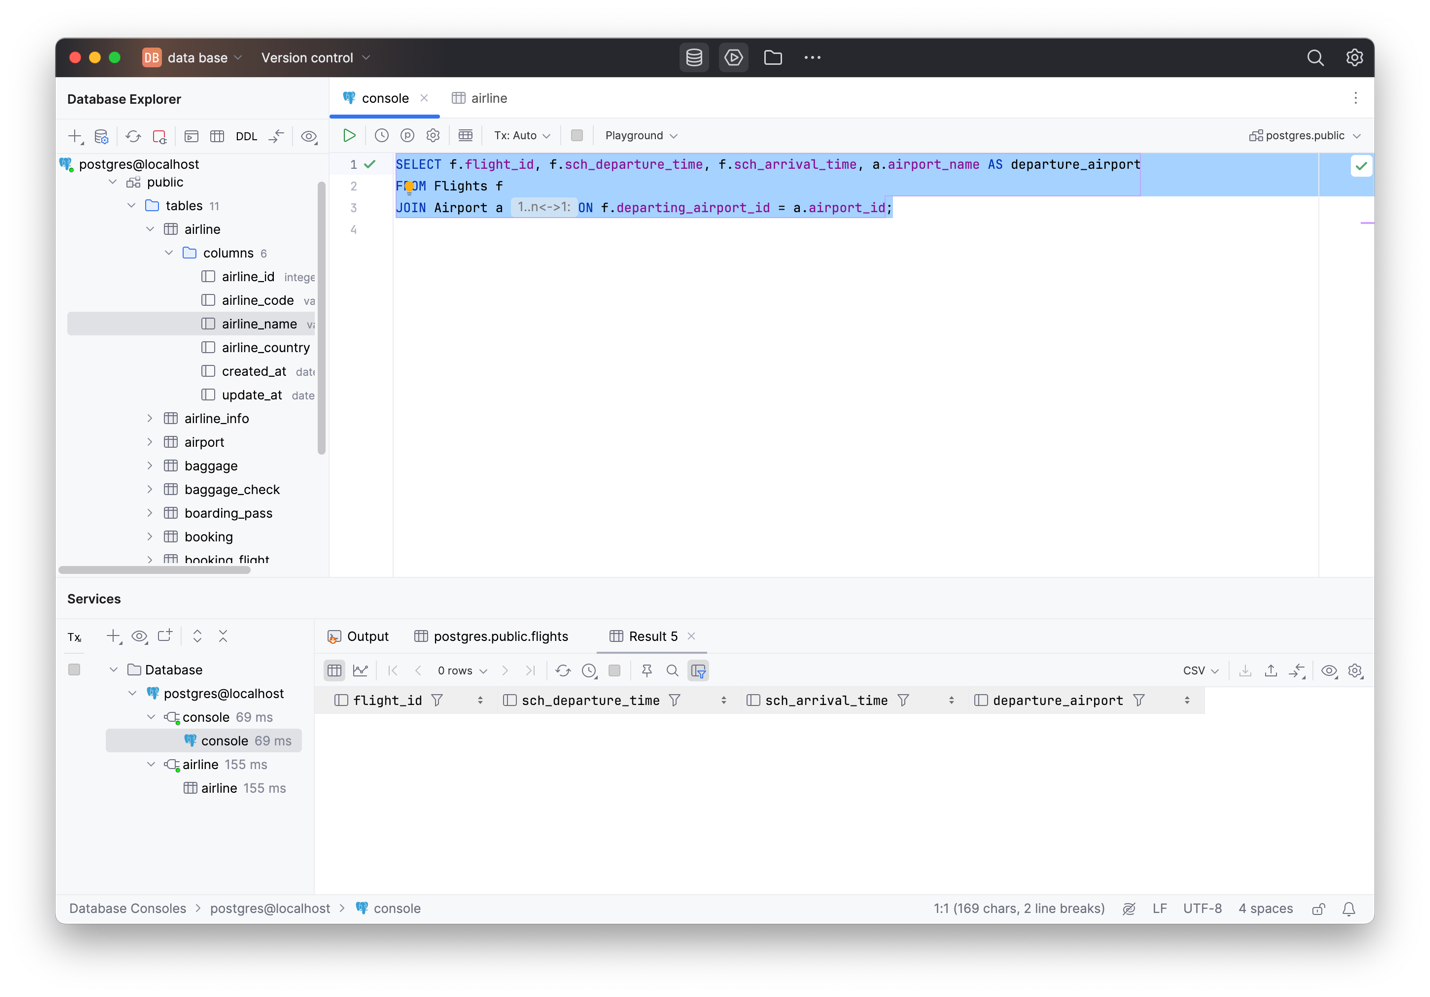 DB data base Version control
Database Explorer
console
airline
DDL
Tx: Auto
Playground
postgres.public
postgres@localhost
public
tables 11
airline
columns 6
airline_id intege
airline_code va
airline_name va
airline_country
created_at date
update_at date
airline_info
airport
baggage
baggage_check
boarding_pass
booking
booking_flight
1 SELECT f.flight_id, f.sch_departure_time, f.sch_arrival_time, a.airport_name AS departure_airport
2 FROM Flights f
3 JOIN Airport a 1..n<->1: ON f.departing_airport_id = a.airport_id;
4
Services
Tx
Database
postgres@localhost
console 69 ms
console 69 ms
airline 155 ms
airline 155 ms
Output
postgres.public.flights
Result 5
0 rows
CSV
flight_id sch_departure_time sch_arrival_time departure_airport
Database Consoles > postgres@localhost > console
1:1 (169 chars, 2 line breaks) LF UTF-8 4 spaces